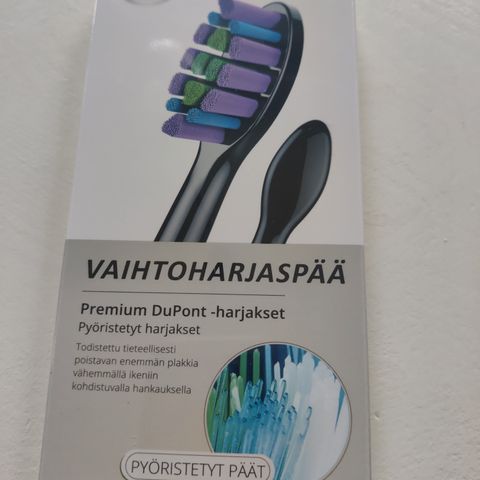 VAIHTOHARJASPÄÄ
Premium DuPont -harjakset
Pyöristetyt harjakset
Todistettu tieteellisesti
poistavan enemmän plakkia
vähemmällä ikeniin
kohdistuvalla hankauksella
PYÖRISTETYT PÄÄT